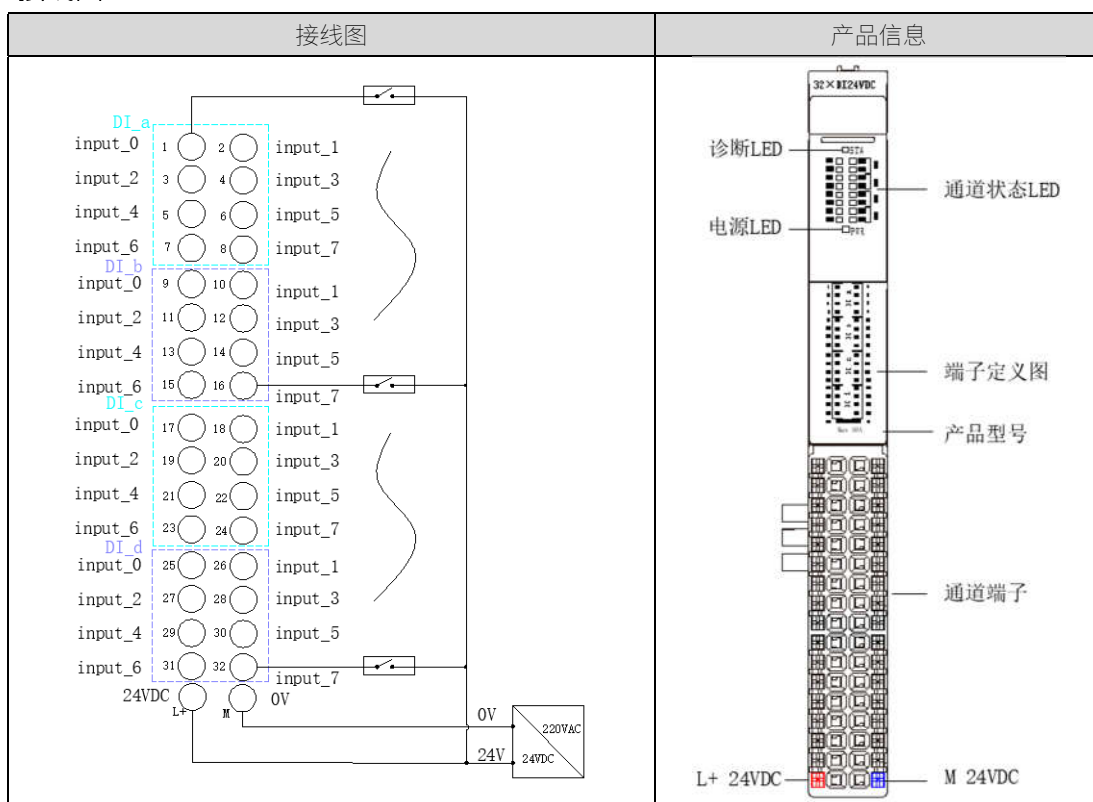 接线图
产品信息
DI_a
input_0 1 2 input_1
input_2 3 4 input_3
input_4 5 6 input_5
input_6 7 8 input_7
DI_b
input_0 9 10 input_1
input_2 11 12 input_3
input_4 13 14 input_5
input_6 15 16 input_7
DI_c
input_0 17 18 input_1
input_2 19 20 input_3
input_4 21 22 input_5
input_6 23 24 input_7
DI_d
input_0 25 26 input_1
input_2 27 28 input_3
input_4 29 30 input_5
input_6 31 32 input_7
24VDC L+ M 0V
0V
24V
220VAC
24VDC
32×DI24VDC
诊断LED
STA
通道状态LED
电源LED
PWR
端子定义图
产品型号
通道端子
L+ 24VDC
M 24VDC